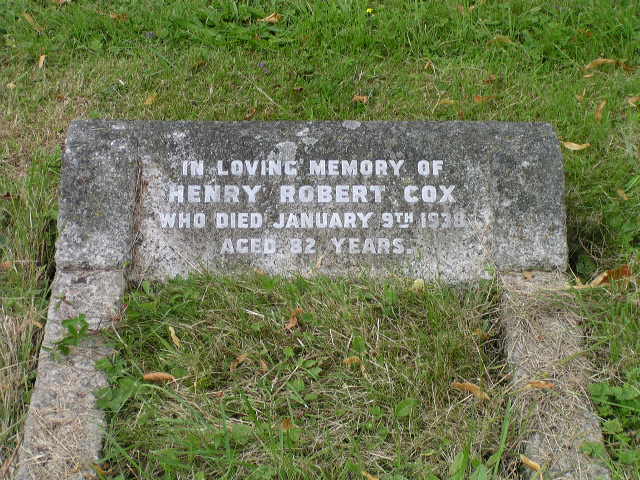 IN LOVING MEMORY OF
HENRY ROBERT COX
WHO DIED JANUARY 9TH 1938
AGED 82 YEARS.